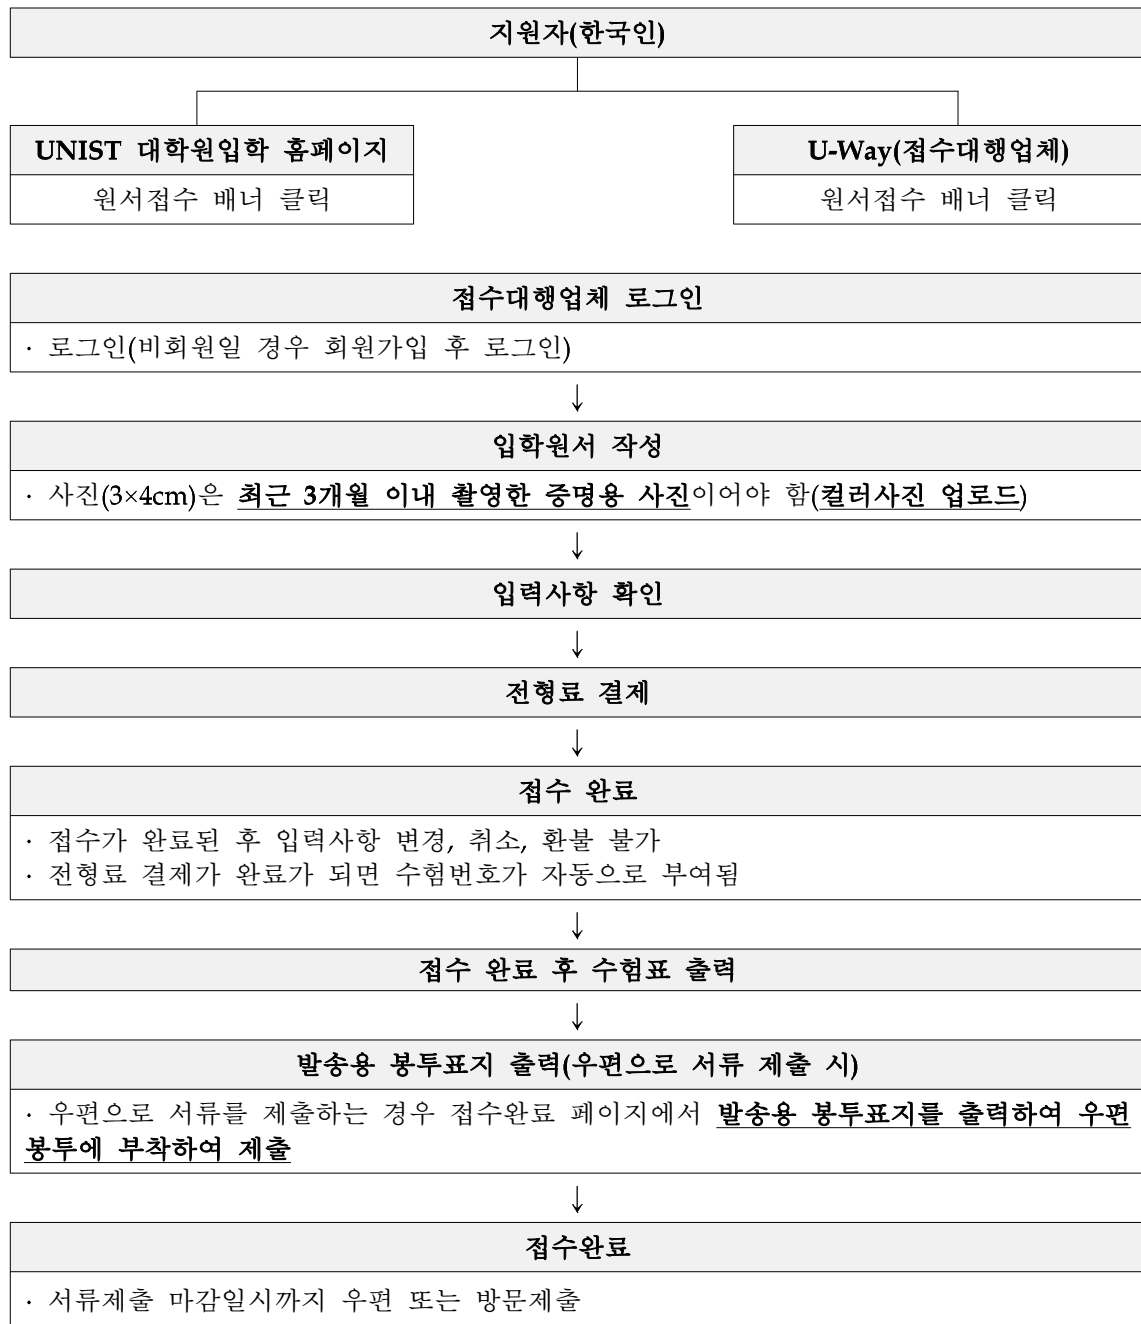 지원자(한국인)
UNIST 대학원입학 홈페이지
원서접수 배너 클릭
U-Way(접수대행업체)
원서접수 배너 클릭
접수대행업체 로그인
· 로그인(비회원일 경우 회원가입 후 로그인)
↓
입학원서 작성
· 사진(3×4cm)은 최근 3개월 이내 촬영한 증명용 사진이어야 함(컬러사진 업로드)
↓
입력사항 확인
↓
전형료 결제
↓
접수 완료
· 접수가 완료된 후 입력사항 변경, 취소, 환불 불가
· 전형료 결제가 완료가 되면 수험번호가 자동으로 부여됨
↓
접수 완료 후 수험표 출력
↓
발송용 봉투표지 출력(우편으로 서류 제출 시)
· 우편으로 서류를 제출하는 경우 접수완료 페이지에서 발송용 봉투표지를 출력하여 우편
봉투에 부착하여 제출
↓
접수완료
· 서류제출 마감일시까지 우편 또는 방문제출